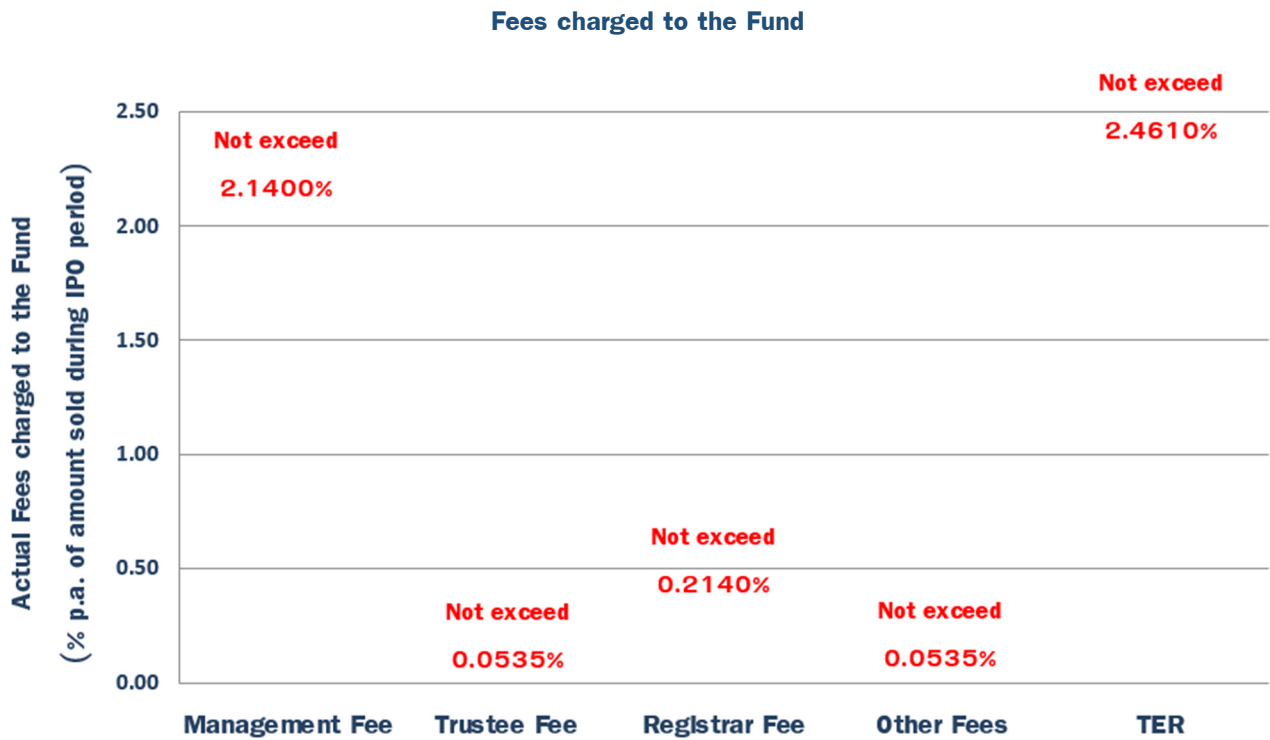 Fees charged to the Fund
Actual Fees charged to the Fund
(% p.a. of amount sold during IPO period)
2.50
2.00
1.50
1.00
0.50
0.00
Not exceed
2.1400%
Not exceed
0.0535%
Not exceed
0.2140%
Not exceed
0.0535%
Not exceed
2.4610%
Management Fee
Trustee Fee
Registrar Fee
Other Fees
TER